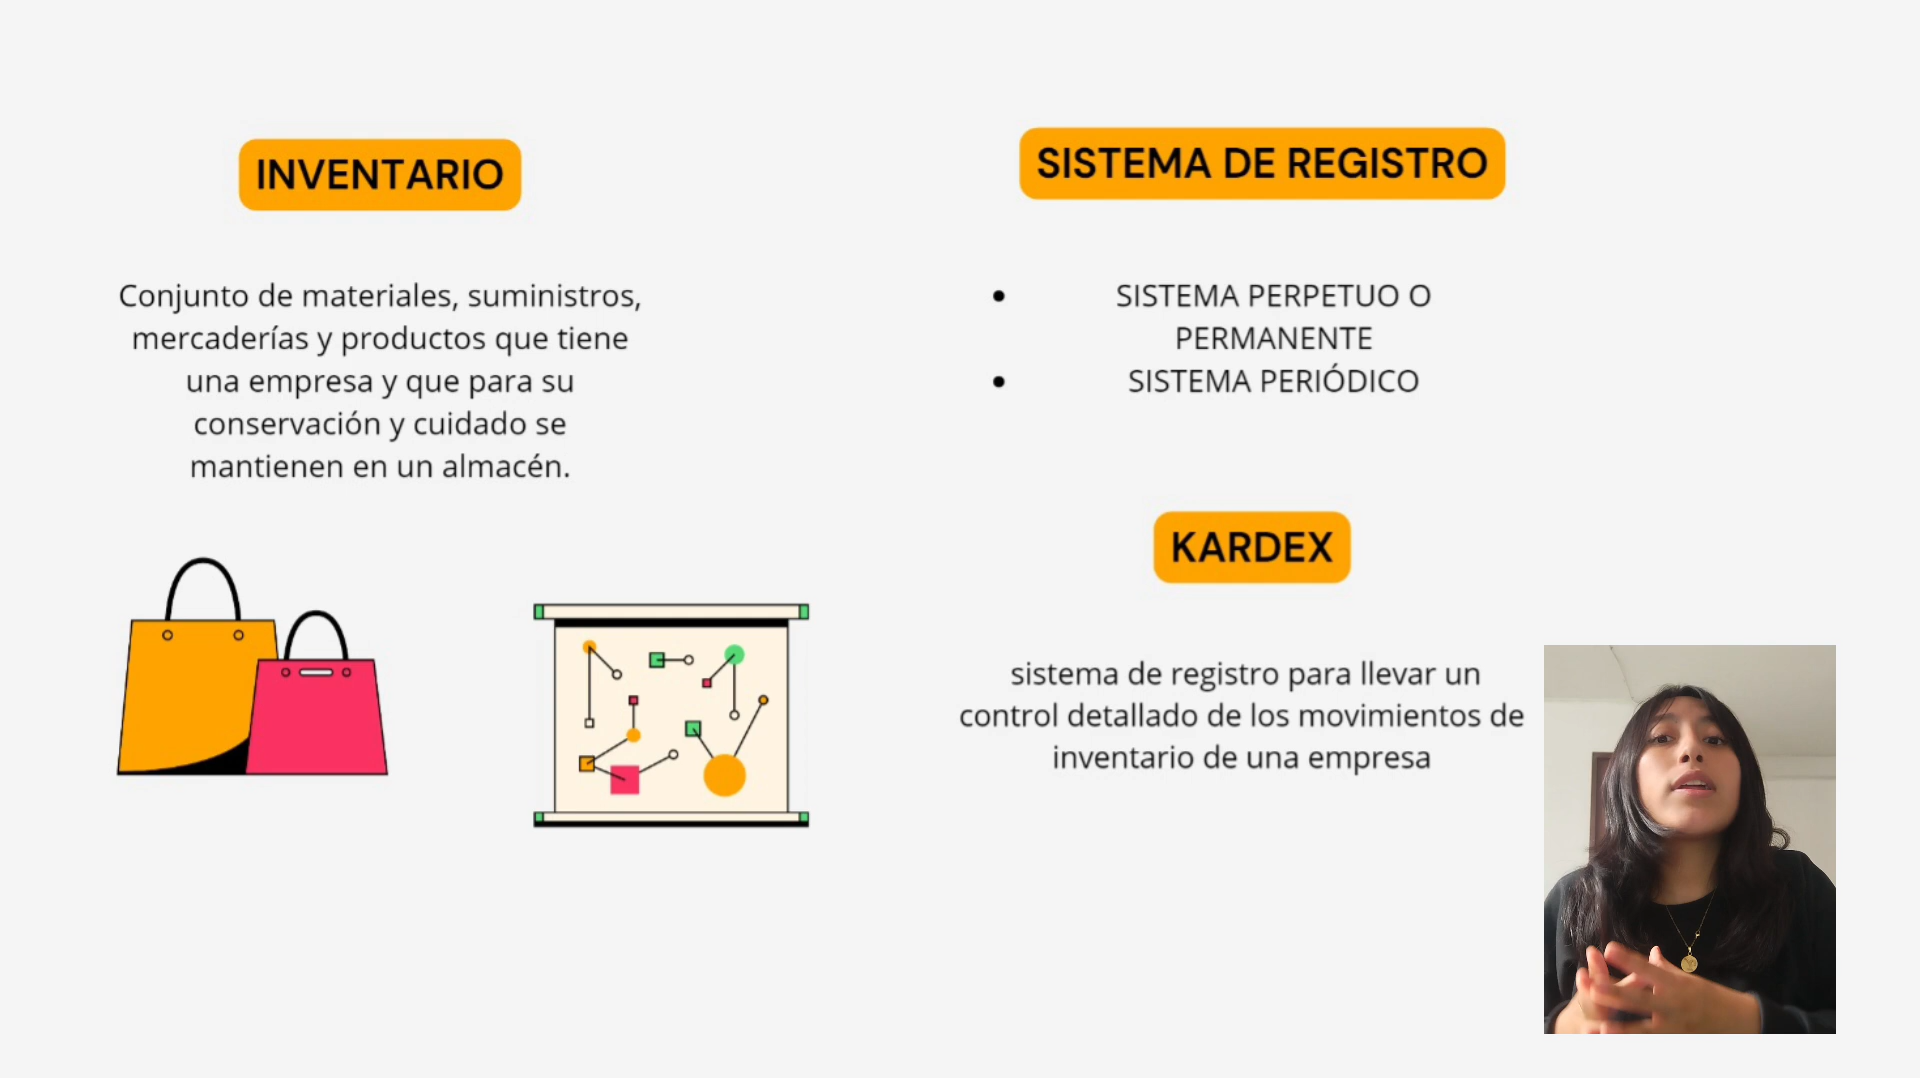 INVENTARIO
Conjunto de materiales, suministros,
mercaderías y productos que tiene
una empresa y que para su
conservación y cuidado se
mantienen en un almacén.
SISTEMA DE REGISTRO
• SISTEMA PERPETUO O
PERMANENTE
• SISTEMA PERIÓDICO
KARDEX
sistema de registro para llevar un
control detallado de los movimientos de
inventario de una empresa